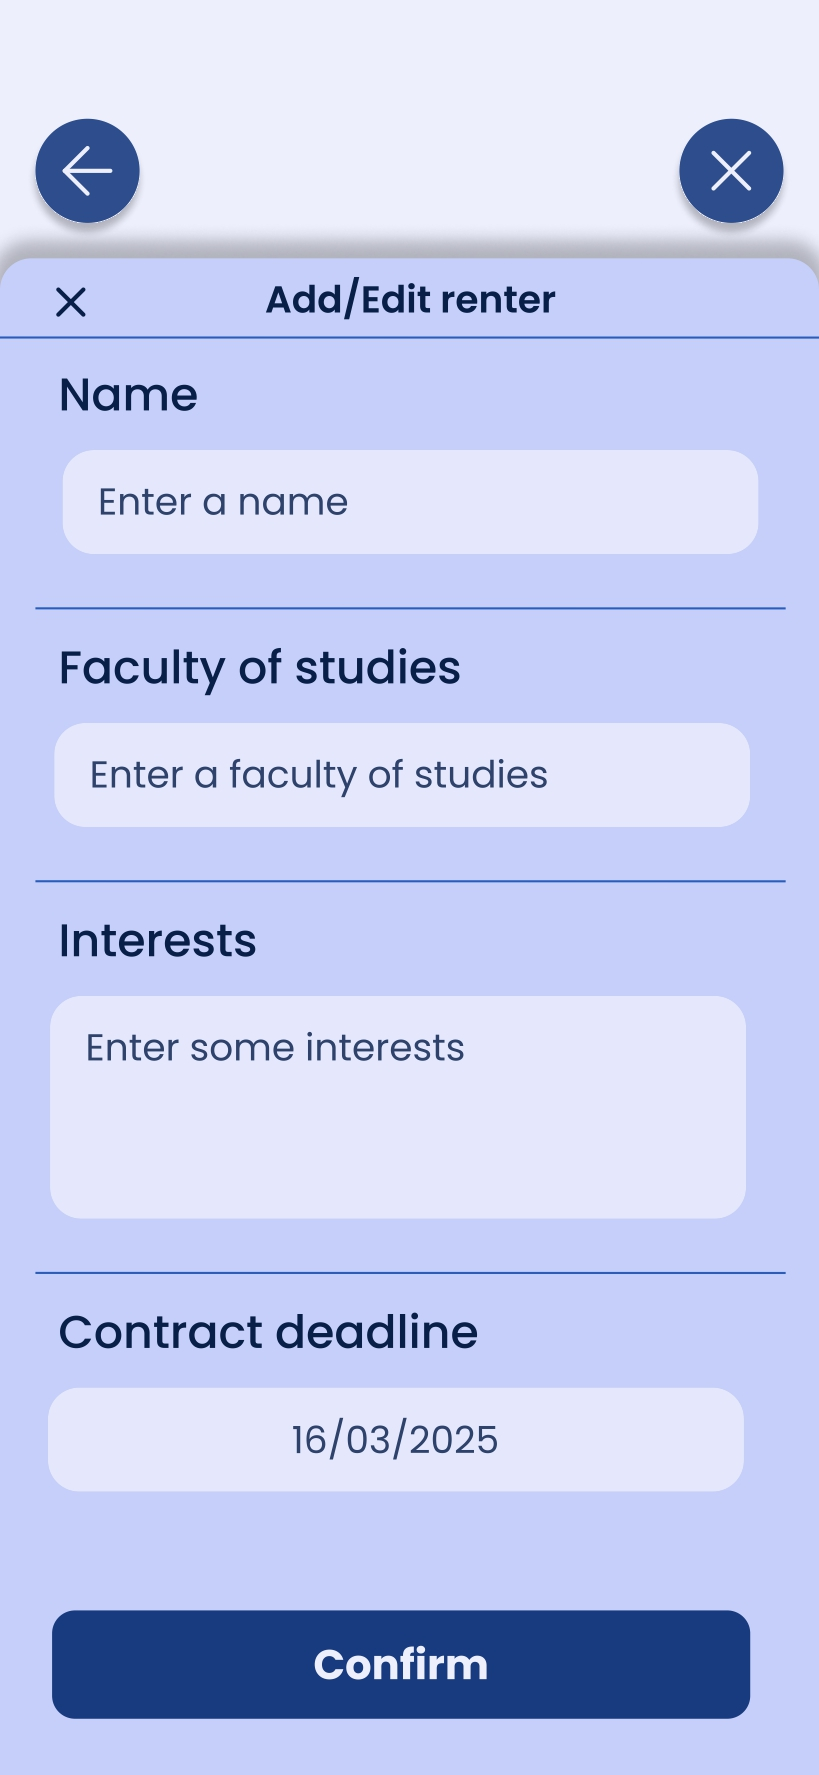 Add/Edit renter
Name
Enter a name
Faculty of studies
Enter a faculty of studies
Interests
Enter some interests
Contract deadline
16/03/2025
Confirm